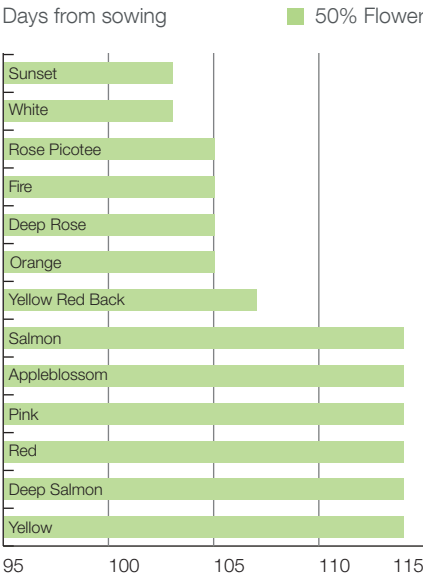 Days from sowing 50% Flower
Sunset
White
Rose Picotee
Fire
Deep Rose
Orange
Yellow Red Back
Salmon
Appleblossom
Pink
Red
Deep Salmon
Yellow
95 100 105 110 115